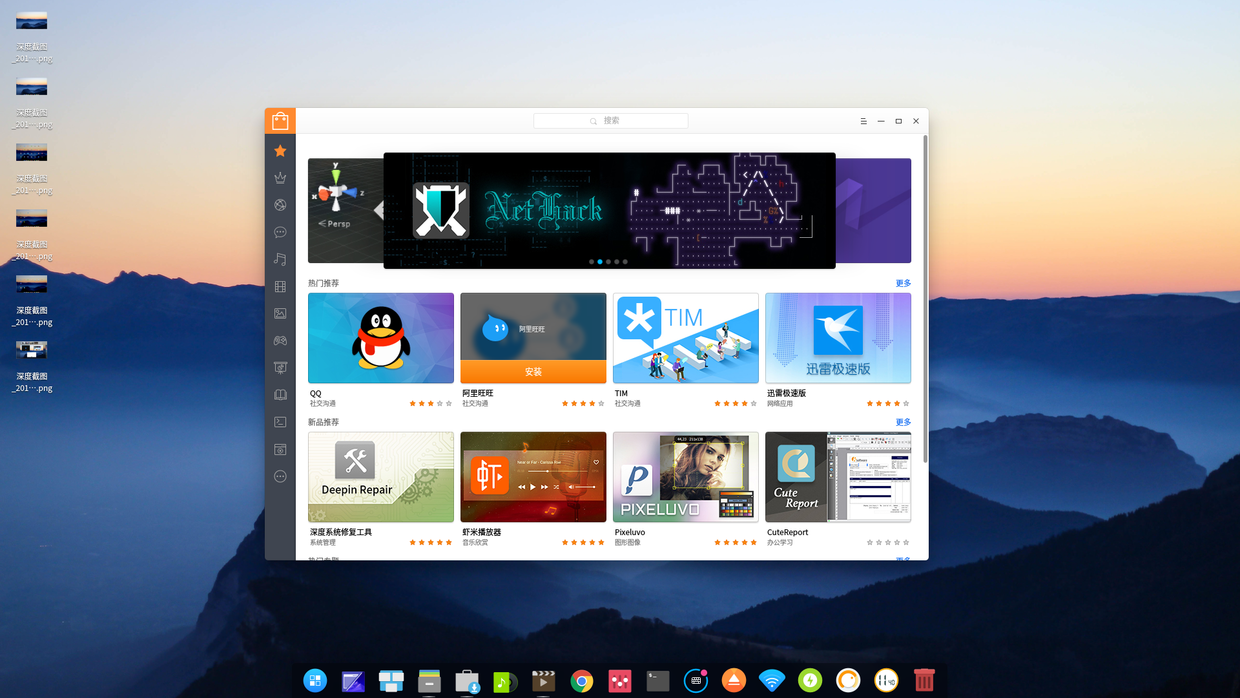 深度截图
_201···.png
深度截图
_201···.png
深度截图
_201···.png
深度截图
_201···.png
深度截图
_201···.png
深度截图
_201···.png
搜索
y
x
z
Persp
NetHack
热门推荐
更多
阿里旺旺
安装
TIM
迅雷极速版
QQ
社交沟通
阿里旺旺
社交沟通
TIM
社交沟通
迅雷极速版
网络应用
新品推荐
更多
Deepin Repair
虾
PIXELUVO
Cute
Report
深度系统修复工具
系统管理
虾米播放器
音乐欣赏
Pixeluvo
图形图像
CuteReport
办公学习
更多